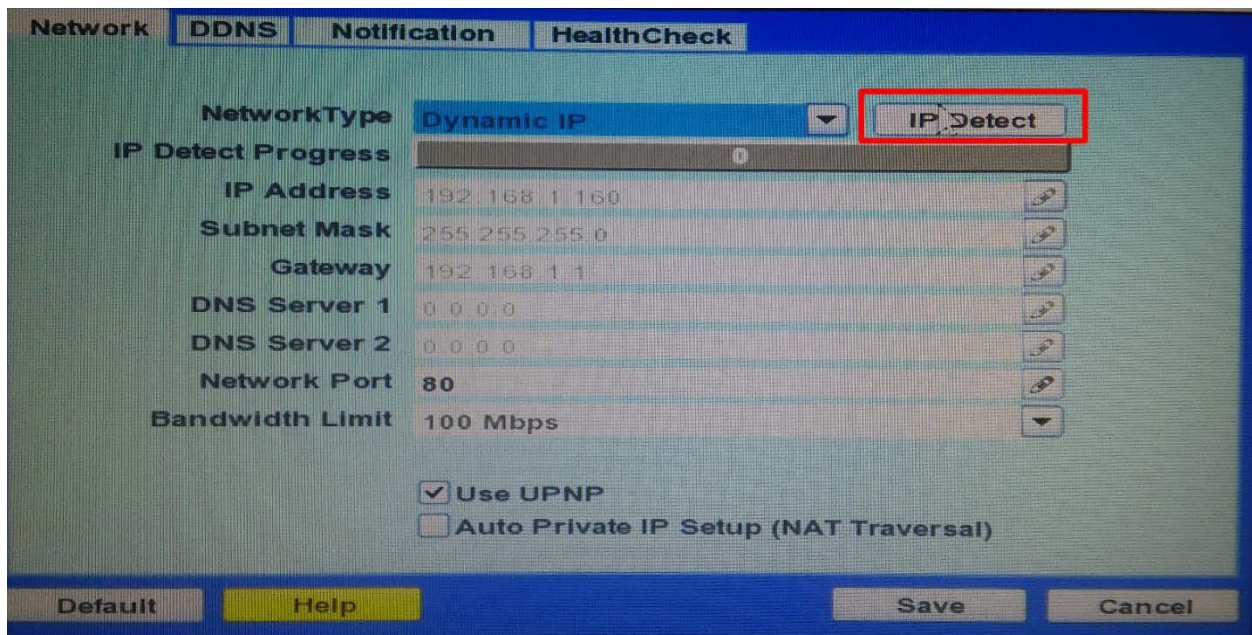 Network DDNS Notification HealthCheck
NetworkType Dynamic IP IP Detect
IP Detect Progress 0
IP Address 192 168 1 160
Subnet Mask 255 255 255 0
Gateway 192 168 1 1
DNS Server 1 0 0 0 0
DNS Server 2 0 0 0 0
Network Port 80
Bandwidth Limit 100 Mbps
Use UPNP
Auto Private IP Setup (NAT Traversal)
Default Help Save Cancel